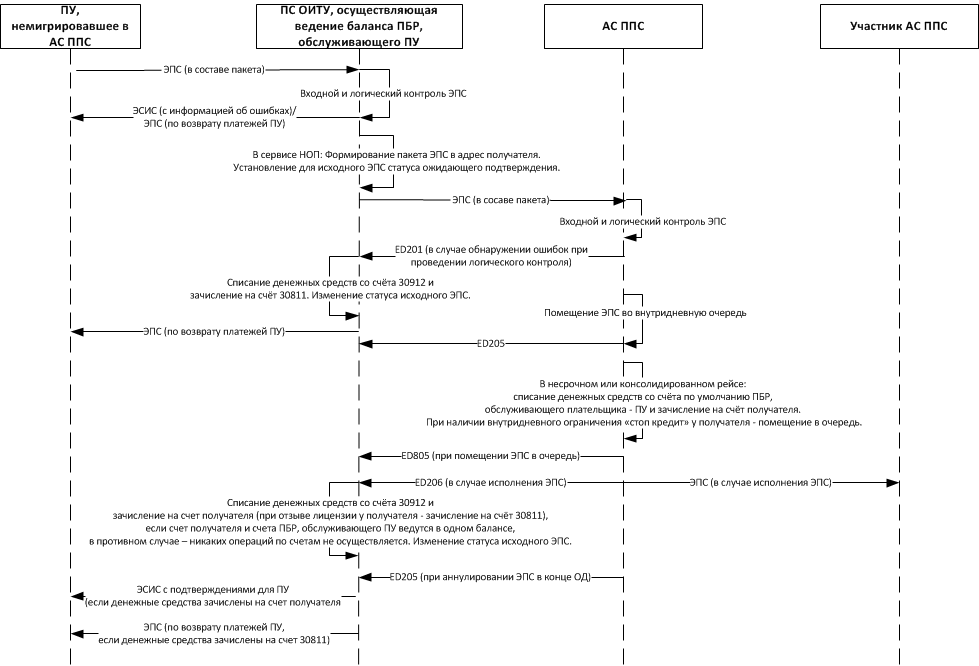 ПУ,
немигрировавшее в
АС ППС
ПС ОИТУ, осуществляющая
ведение баланса ПБР,
обслуживающего ПУ
АС ППС
Участник АС ППС
ЭПС (в составе пакета)
Входной и логический контроль ЭПС
ЭСИС (с информацией об ошибках)/
ЭПС (по возврату платежей ПУ)
В сервисе НОП: Формирование пакета ЭПС в адрес получателя.
Установление для исходного ЭПС статуса ожидающего подтверждения.
ЭПС (в сосаве пакета)
Входной и логический контроль ЭПС
ED201 (в случае обнаружении ошибок при
проведении логического контроля)
Списание денежных средств со счёта 30912 и
зачисление на счёт 30811. Изменение статуса исходного ЭПС.
Помещение ЭПС во внутридневную очередь
ЭПС (по возврату платежей ПУ)
ED205
В несрочном или консолидированном рейсе:
списание денежных средств со счёта по умолчанию ПБР,
обслуживающего плательщика - ПУ и зачисление на счёт получателя.
При наличии внутридневного ограничения «стоп кредит» у получателя - помещение в очередь.
ED805 (при помещении ЭПС в очередь)
ED206 (в случае исполнения ЭПС)
ЭПС (в случае исполнения ЭПС)
Списание денежных средств со счёта 30912 и
зачисление на счет получателя (при отзыве лицензии у получателя - зачисление на счёт 30811),
если счет получателя и счета ПБР, обслуживающего ПУ ведутся в одном балансе,
в противном случае – никаких операций по счетам не осуществляется. Изменение статуса исходного ЭПС.
ED205 (при аннулировании ЭПС в конце ОД)
ЭСИС с подтверждениями для ПУ
(если денежные средства зачислены на счет получателя
ЭПС (по возврату платежей ПУ,
если денежные средства зачислены на счет 30811)